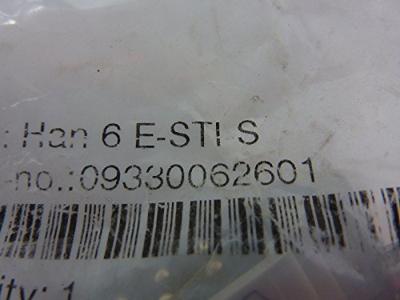 : Han 6 E-STI S
-no.:09330062601
ity: 1